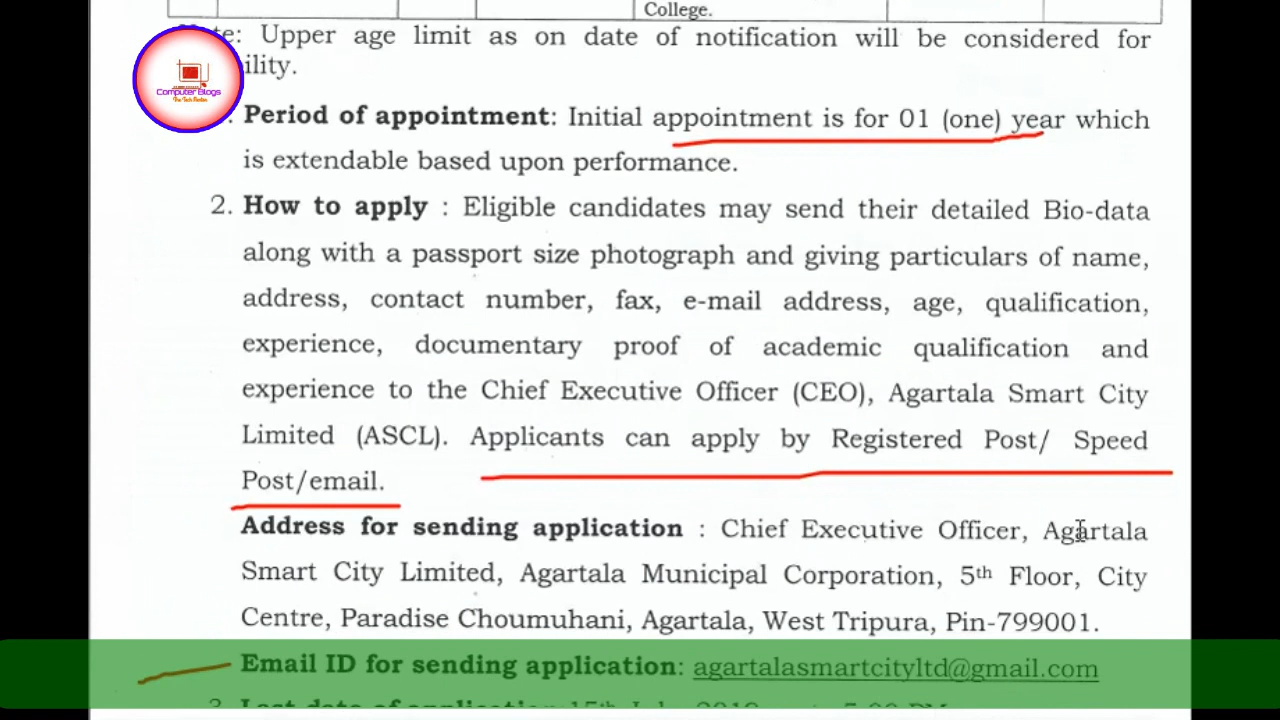 College.
Upper age limit as on date of notification will be considered for
Computer Blogs
Period of appointment: Initial appointment is for 01 (one) year which
is extendable based upon performance.
2. How to apply : Eligible candidates may send their detailed Bio-data
along with a passport size photograph and giving particulars of name,
address, contact number, fax, e-mail address, age, qualification,
experience, documentary proof of academic qualification and
experience to the Chief Executive Officer (CEO), Agartala Smart City
Limited (ASCL). Applicants can apply by Registered Post/ Speed
Post/email.
Address for sending application : Chief Executive Officer, Agartala
Smart City Limited, Agartala Municipal Corporation, 5th Floor, City
Centre, Paradise Choumuhani, Agartala, West Tripura, Pin-799001.
Email ID for sending application: agartalasmartcityltd@gmail.com
Last date of application